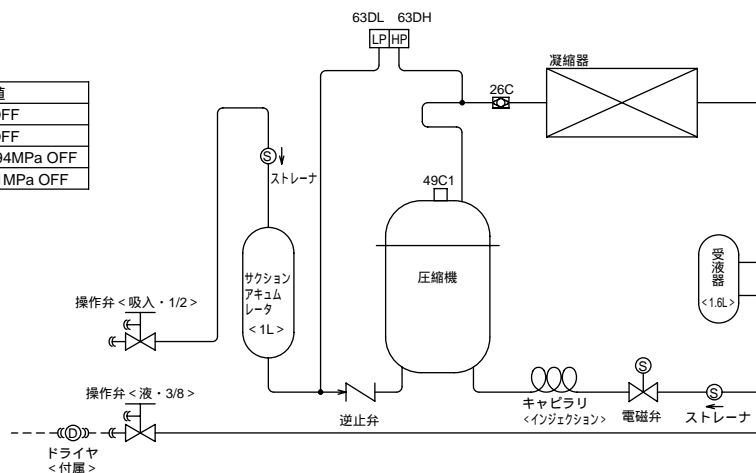 63DL 63DH
LP HP
値
OFF
OFF
94MPa OFF
MPa OFF
凝縮器
26C
S
ストレーナ
49C1
圧縮機
サクション
アキュム
レータ
<1L>
受液器
<1.6L>
操作弁<吸入・1/2>
操作弁<液・3/8>
逆止弁
キャピラリ
<インジェクション>
S
電磁弁
S
ストレーナ
D
ドライヤ
<付属>